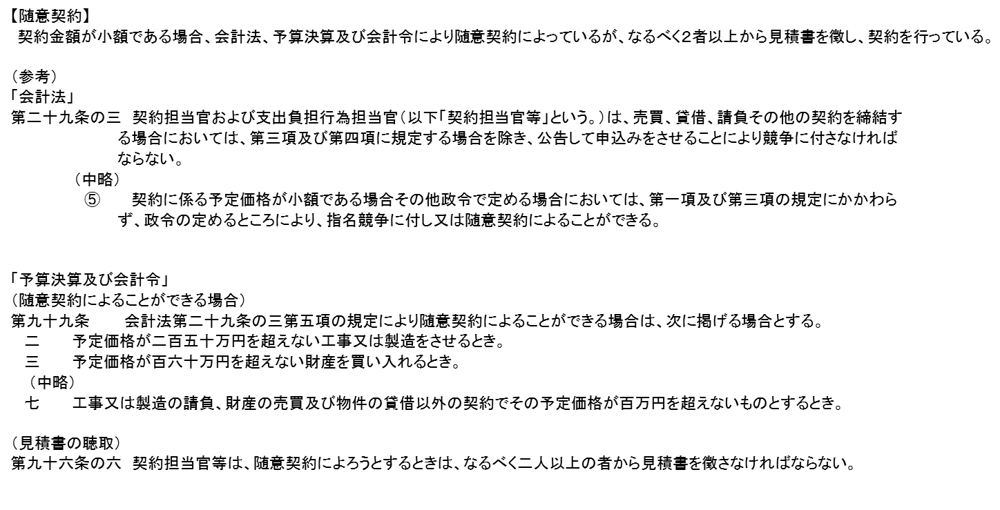 【随意契約】
契約金額が小額である場合、会計法、予算決算及び会計令により随意契約によっているが、なるべく２者以上から見積書を徴し、契約を行っている。
（参考）
「会計法」
第二十九条の三　契約担当官および支出負担行為担当官（以下「契約担当官等」という。）は、売買、貸借、請負その他の契約を締結す
る場合においては、第三項及び第四項に規定する場合を除き、公告して申込みをさせることにより競争に付さなければ
ならない。
（中略）
⑤　契約に係る予定価格が小額である場合その他政令で定める場合においては、第一項及び第三項の規定にかかわら
ず、政令の定めるところにより、指名競争に付し又は随意契約によることができる。
「予算決算及び会計令」
（随意契約によることができる場合）
第九十九条　会計法第二十九条の三第五項の規定により随意契約によることができる場合は、次に掲げる場合とする。
二　予定価格が二百五十万円を超えない工事又は製造をさせるとき。
三　予定価格が百六十万円を超えない財産を買い入れるとき。
（中略）
七　工事又は製造の請負、財産の売買及び物件の貸借以外の契約でその予定価格が百万円を超えないものとするとき。
（見積書の聴取）
第九十六条の六　契約担当官等は、随意契約によろうとするときは、なるべく二人以上の者から見積書を徴さなければならない。